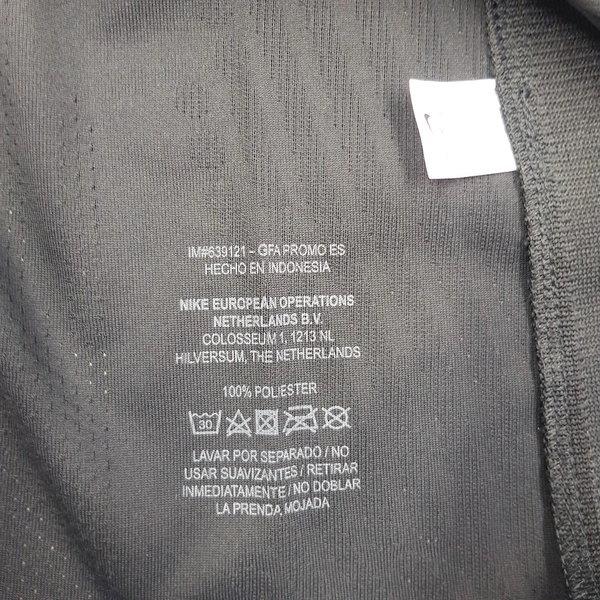 IM#639121 - GFA PROMO ES
HECHO EN INDONESIA
NIKE EUROPEAN OPERATIONS
NETHERLANDS B.V.
COLOSSEUM 1, 1213 NL
HILVERSUM, THE NETHERLANDS
100% POLIESTER
30
LAVAR POR SEPARADO / NO
USAR SUAVIZANTES / RETIRAR
INMEDIATAMENTE / NO DOBLAR
LA PRENDA MOJADA